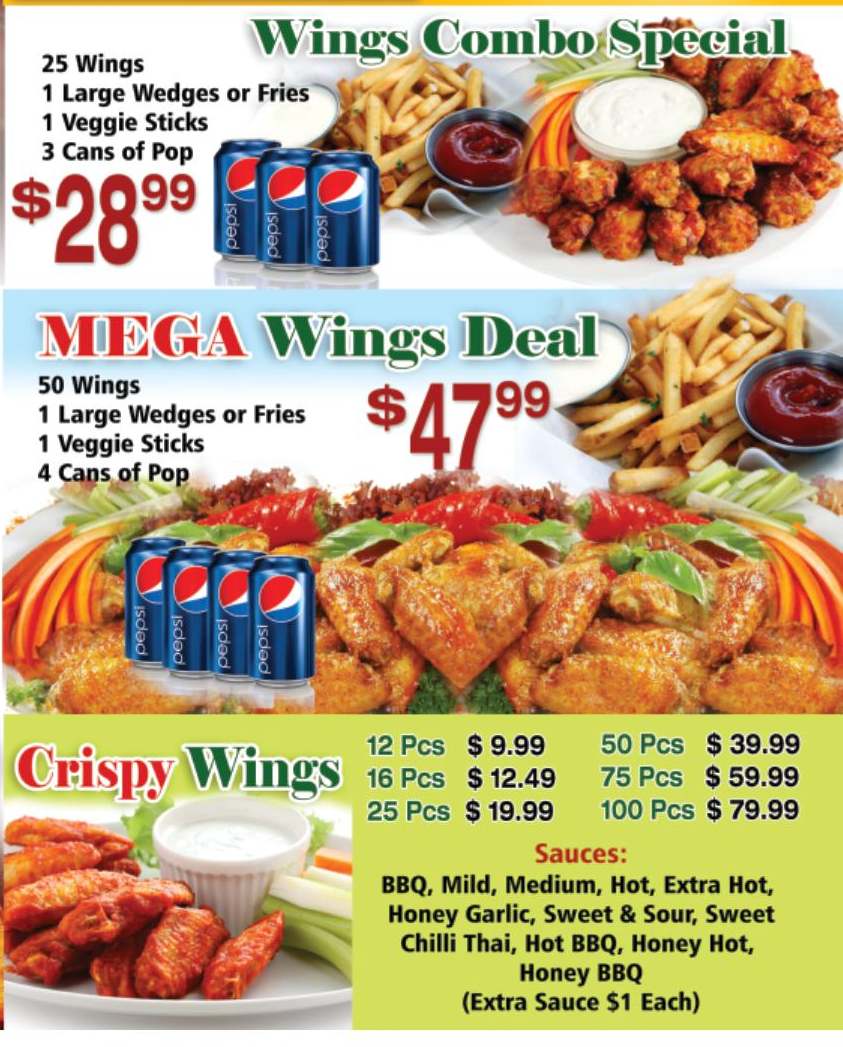 Wings Combo Special
25 Wings
1 Large Wedges or Fries
1 Veggie Sticks
3 Cans of Pop
$28.99
pepsi
pepsi
pepsi
MEGA Wings Deal
50 Wings
1 Large Wedges or Fries
1 Veggie Sticks
4 Cans of Pop
$47.99
pepsi
pepsi
pepsi
pepsi
Crispy Wings
12 Pcs $ 9.99 50 Pcs $ 39.99
16 Pcs $ 12.49 75 Pcs $ 59.99
25 Pcs $ 19.99 100 Pcs $ 79.99
Sauces:
BBQ, Mild, Medium, Hot, Extra Hot,
Honey Garlic, Sweet & Sour, Sweet
Chilli Thai, Hot BBQ, Honey Hot,
Honey BBQ
(Extra Sauce $1 Each)